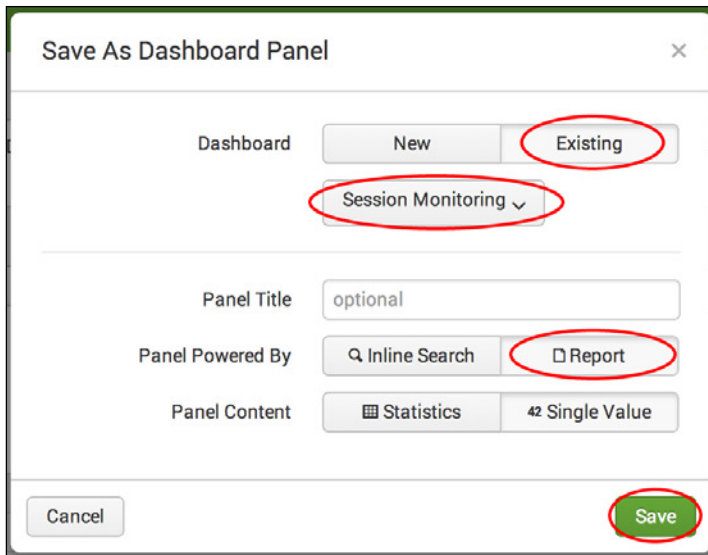 Save As Dashboard Panel ×
Dashboard New Existing
Session Monitoring
Panel Title optional
Panel Powered By Inline Search Report
Panel Content Statistics 42 Single Value
Cancel Save